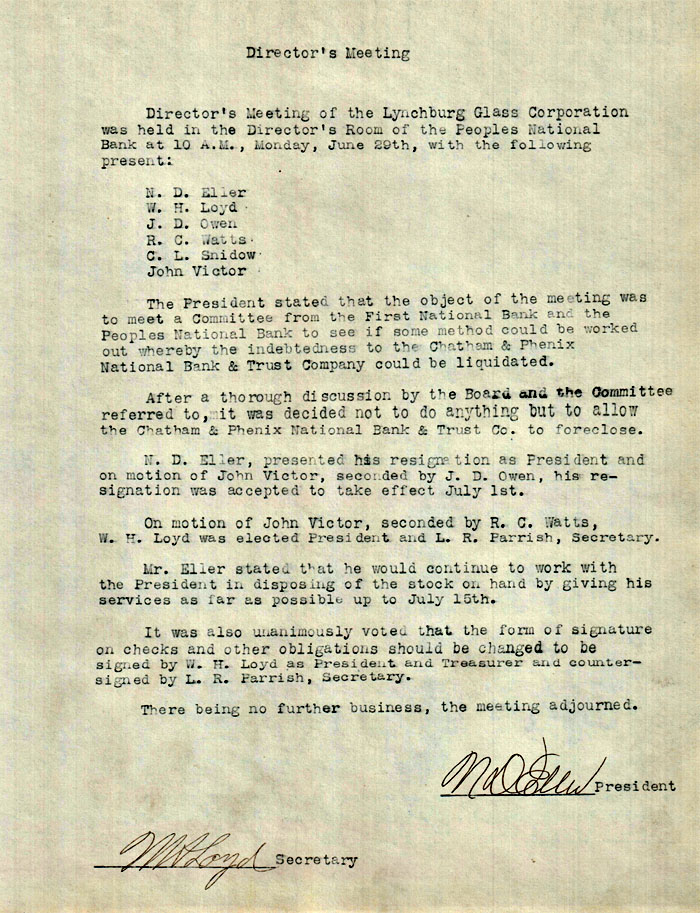 Director's Meeting
Director's Meeting of the Lynchburg Glass Corporation
was held in the Director's Room of the Peoples National
Bank at 10 A.M., Monday, June 29th, with the following
present:
N. D. Eller
W. H. Loyd
J. D. Owen
R. C. Watts
C. L. Snidow
John Victor
The President stated that the object of the meeting was
to meet a Committee from the First National Bank and the
Peoples National Bank to see if some method could be worked
out whereby the indebtedness to the Chatham & Phenix
National Bank & Trust Company could be liquidated.
After a thorough discussion by the Board and the Committee
referred to, it was decided not to do anything but to allow
the Chatham & Phenix National Bank & Trust Co. to foreclose.
N. D. Eller, presented his resignation as President and
on motion of John Victor, seconded by J. D. Owen, his re-
signation was accepted to take effect July 1st.
On motion of John Victor, seconded by R. C. Watts,
W. H. Loyd was elected President and L. R. Parrish, Secretary.
Mr. Eller stated that he would continue to work with
the President in disposing of the stock on hand by giving his
services as far as possible up to July 15th.
It was also unanimously voted that the form of signature
on checks and other obligations should be changed to be
signed by W. H. Loyd as President and Treasurer and counter-
signed by L. R. Parrish, Secretary.
There being no further business, the meeting adjourned.
N D Eller President
W H Loyd Secretary